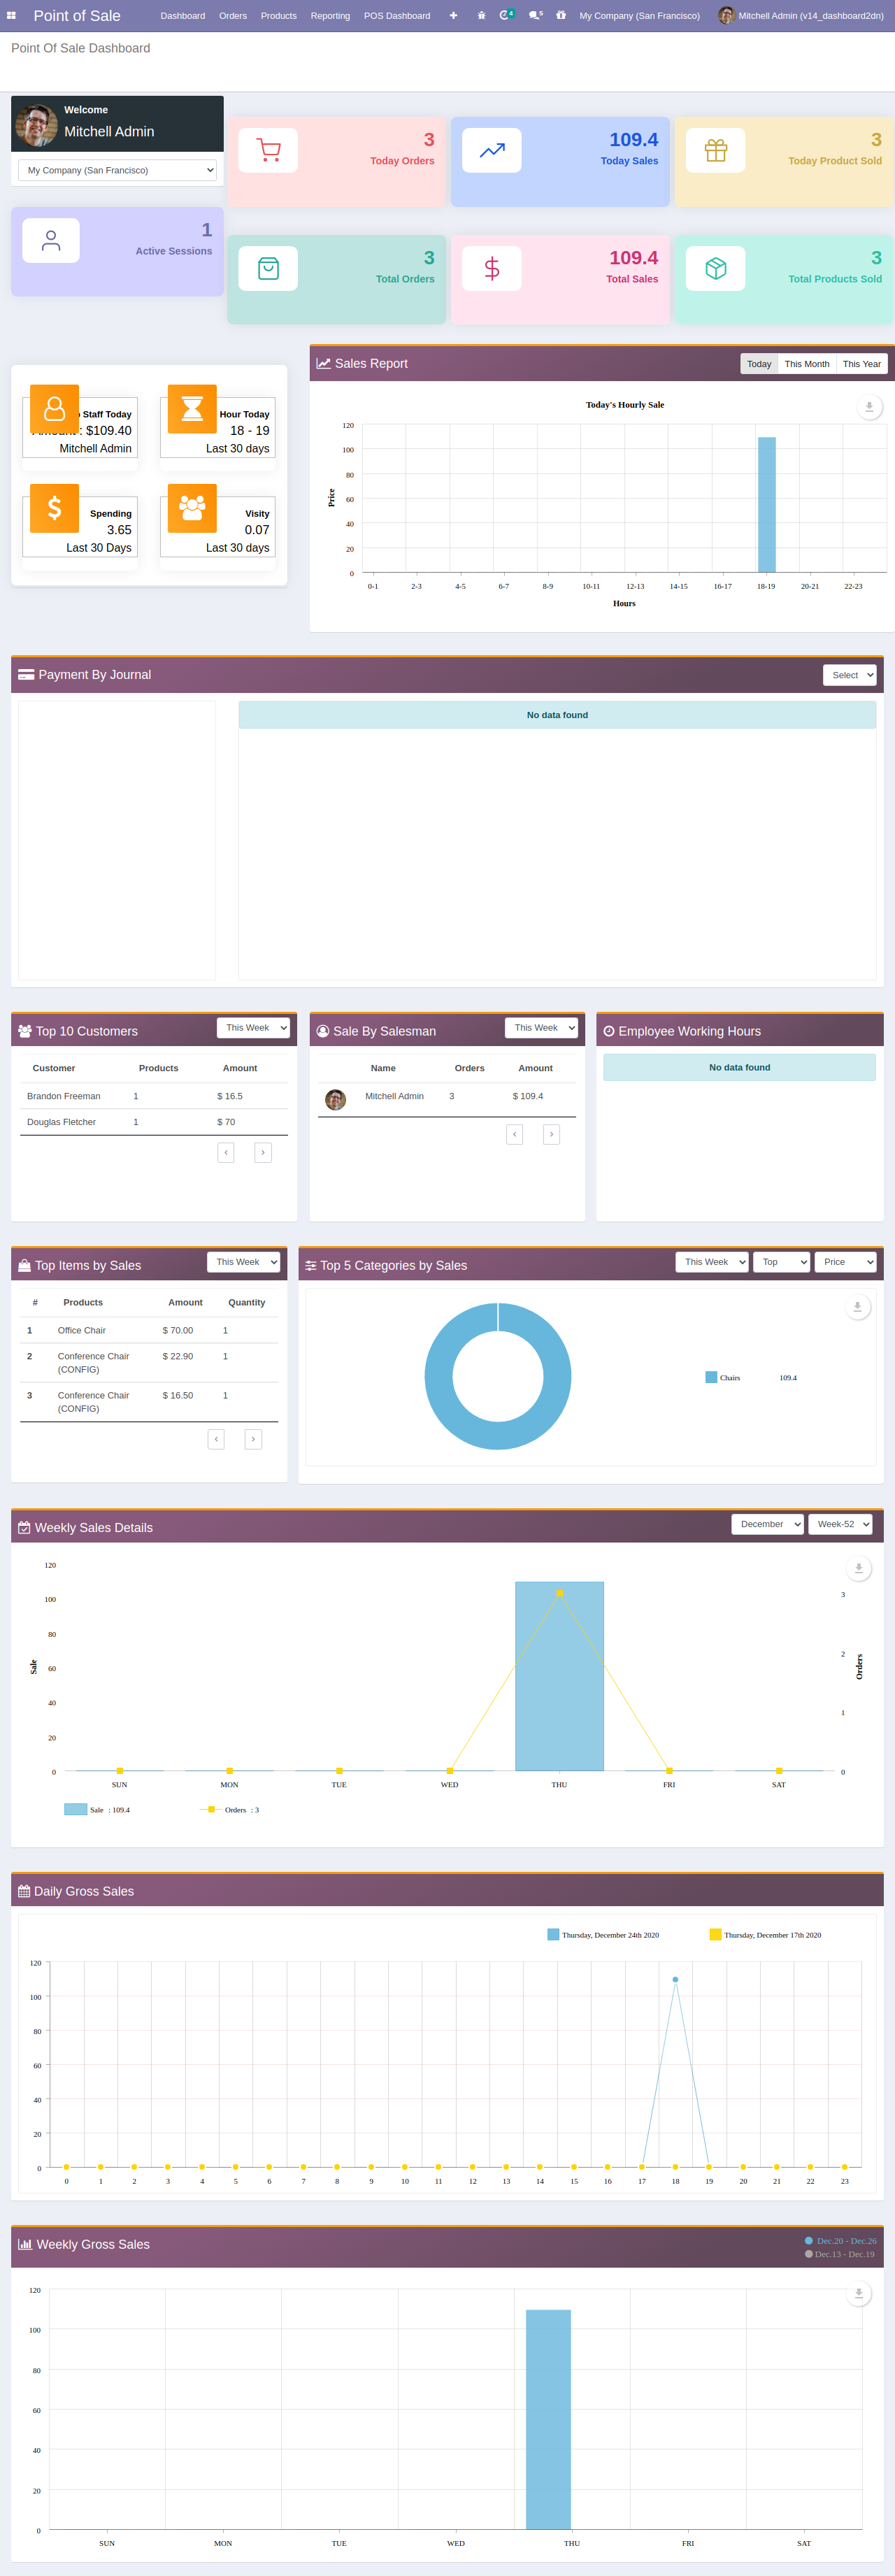 Point of Sale Dashboard Orders Products Reporting POS Dashboard 4 5 My Company (San Francisco) Mitchell Admin (v14_dashboard2dn)
Point Of Sale Dashboard
Welcome
Mitchell Admin
My Company (San Francisco)
3
Today Orders
109.4
Today Sales
3
Today Product Sold
1
Active Sessions
3
Total Orders
109.4
Total Sales
3
Total Products Sold
Staff Today
: $109.40
Mitchell Admin
Hour Today
18 - 19
Last 30 days
Spending
3.65
Last 30 Days
Visity
0.07
Last 30 days
Sales Report
Today This Month This Year
Today's Hourly Sale
120
100
80
60
40
20
0
Price
0-1 2-3 4-5 6-7 8-9 10-11 12-13 14-15 16-17 18-19 20-21 22-23
Hours
Payment By Journal
Select
No data found
Top 10 Customers
This Week
Customer Products Amount
Brandon Freeman 1 $ 16.5
Douglas Fletcher 1 $ 70
‹ ›
Sale By Salesman
This Week
Name Orders Amount
Mitchell Admin 3 $ 109.4
‹ ›
Employee Working Hours
No data found
Top Items by Sales
This Week
# Products Amount Quantity
1 Office Chair $ 70.00 1
2 Conference Chair $ 22.90 1
(CONFIG)
3 Conference Chair $ 16.50 1
(CONFIG)
‹ ›
Top 5 Categories by Sales
This Week Top Price
Chairs 109.4
Weekly Sales Details
December Week-52
120
100
80
60
40
20
0
Sale
3
2
1
0
Orders
SUN MON TUE WED THU FRI SAT
Sale : 109.4 Orders : 3
Daily Gross Sales
Thursday, December 24th 2020 Thursday, December 17th 2020
120
100
80
60
40
20
0
0 1 2 3 4 5 6 7 8 9 10 11 12 13 14 15 16 17 18 19 20 21 22 23
Weekly Gross Sales
Dec.20 - Dec.26
Dec.13 - Dec.19
120
100
80
60
40
20
0
SUN MON TUE WED THU FRI SAT